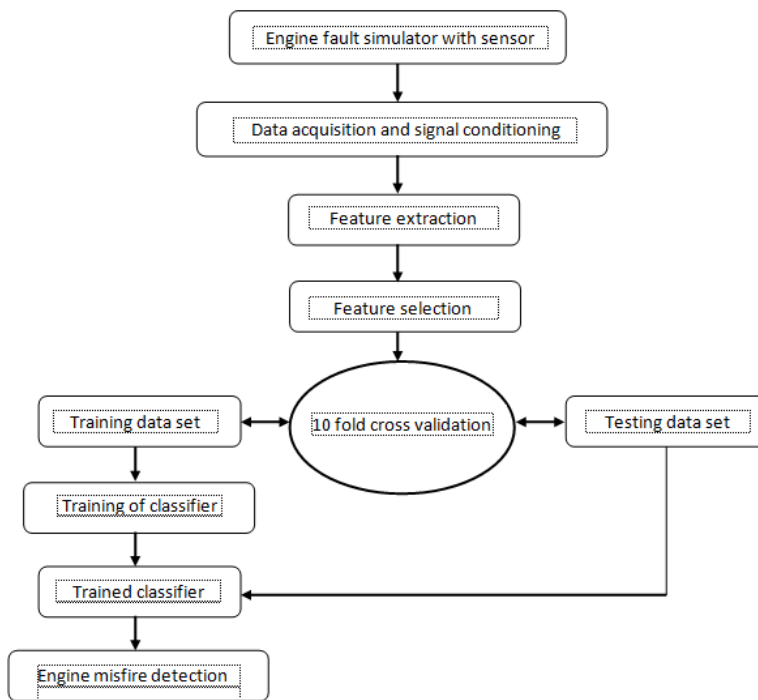 Engine fault simulator with sensor
Data acquisition and signal conditioning
Feature extraction
Feature selection
Training data set
10 fold cross validation
Testing data set
Training of classifier
Trained classifier
Engine misfire detection